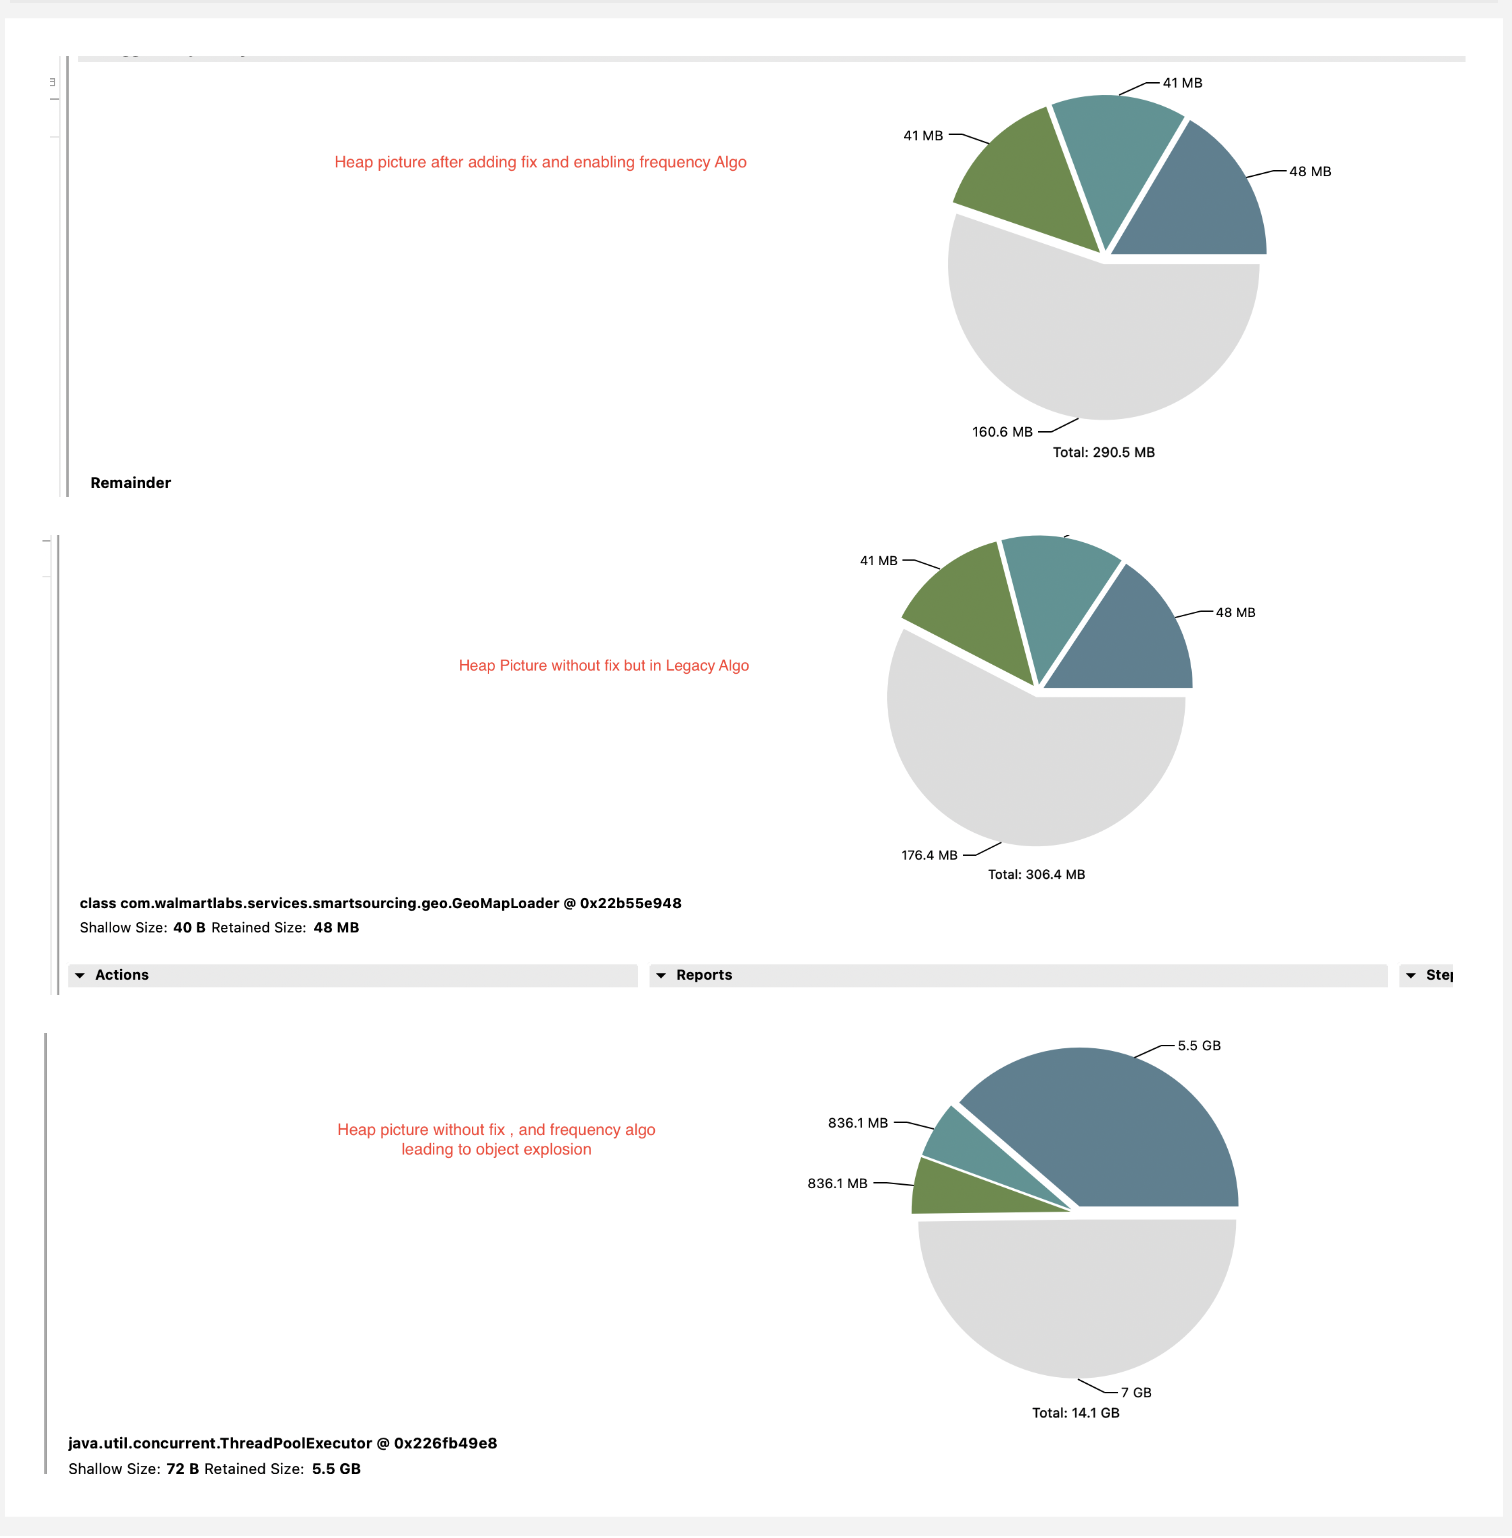 41 MB
41 MB
Heap picture after adding fix and enabling frequency Algo
48 MB
160.6 MB
Total: 290.5 MB
Remainder
41 MB
48 MB
Heap Picture without fix but in Legacy Algo
176.4 MB
Total: 306.4 MB
class com.walmartlabs.services.smartsourcing.geo.GeoMapLoader @ 0x22b55e948
Shallow Size: 40 B Retained Size: 48 MB
Actions
Reports
Step
5.5 GB
836.1 MB
Heap picture without fix , and frequency algo
leading to object explosion
836.1 MB
7 GB
Total: 14.1 GB
java.util.concurrent.ThreadPoolExecutor @ 0x226fb49e8
Shallow Size: 72 B Retained Size: 5.5 GB